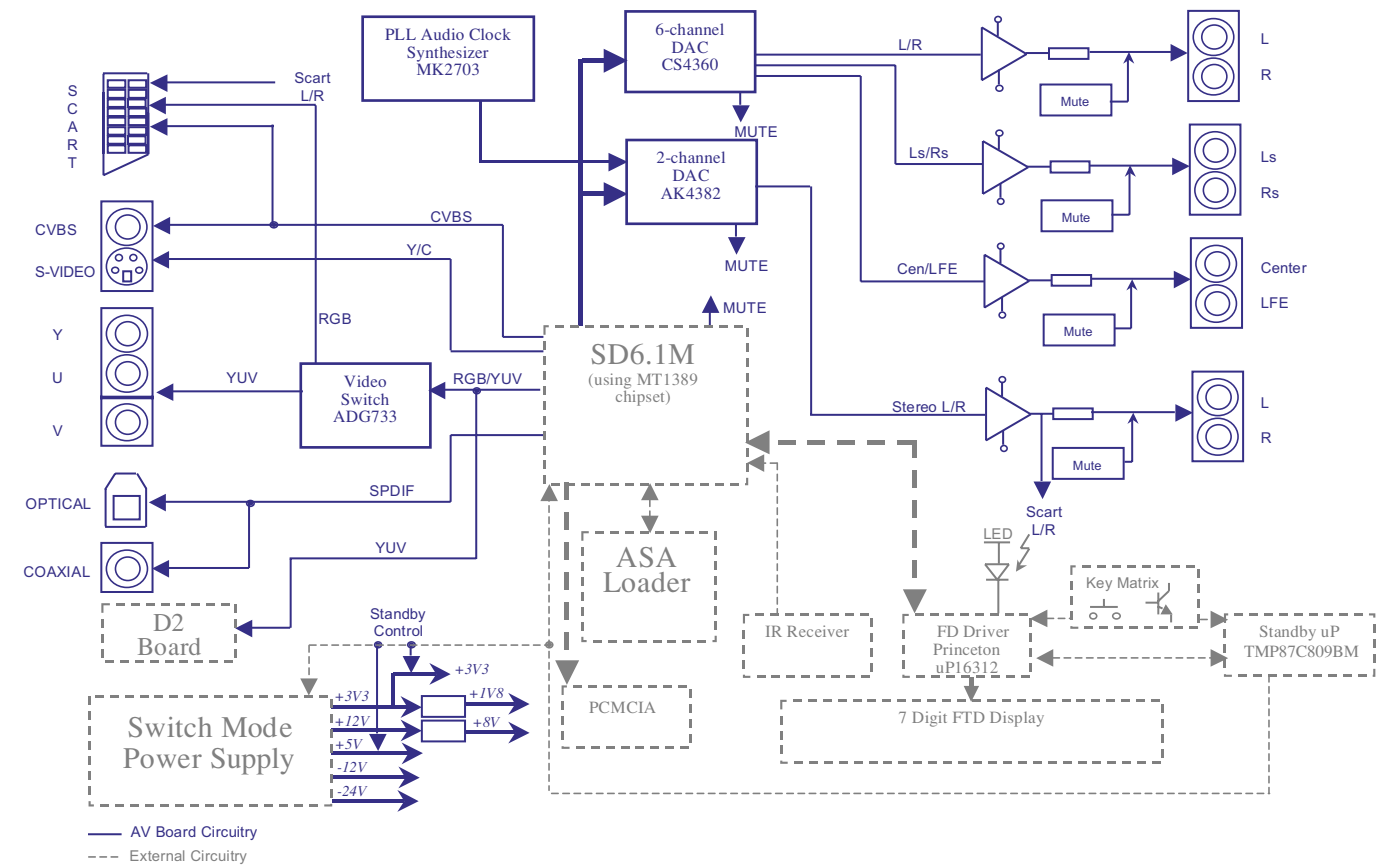 PLL Audio Clock
Synthesizer
MK2703
6-channel
DAC
CS4360
L/R
Mute
L
R
S
C
A
R
T
Scart
L/R
MUTE
2-channel
DAC
AK4382
MUTE
Ls/Rs
Mute
Ls
Rs
CVBS
CVBS
S-VIDEO
Y/C
Cen/LFE
Mute
Center
LFE
MUTE
RGB
Y
U
V
YUV
Video
Switch
ADG733
RGB/YUV
SD6.1M
(using MT1389
chipset)
Stereo L/R
Mute
L
R
Scart
L/R
OPTICAL
SPDIF
COAXIAL
YUV
D2
Board
ASA
Loader
LED
Key Matrix
IR Receiver
FD Driver
Princeton
uP16312
Standby uP
TMP87C809BM
Standby
Control
Switch Mode
Power Supply
+3V3
+3V3
+1V8
+12V
+8V
+5V
-12V
-24V
PCMCIA
7 Digit FTD Display
AV Board Circuitry
External Circuitry